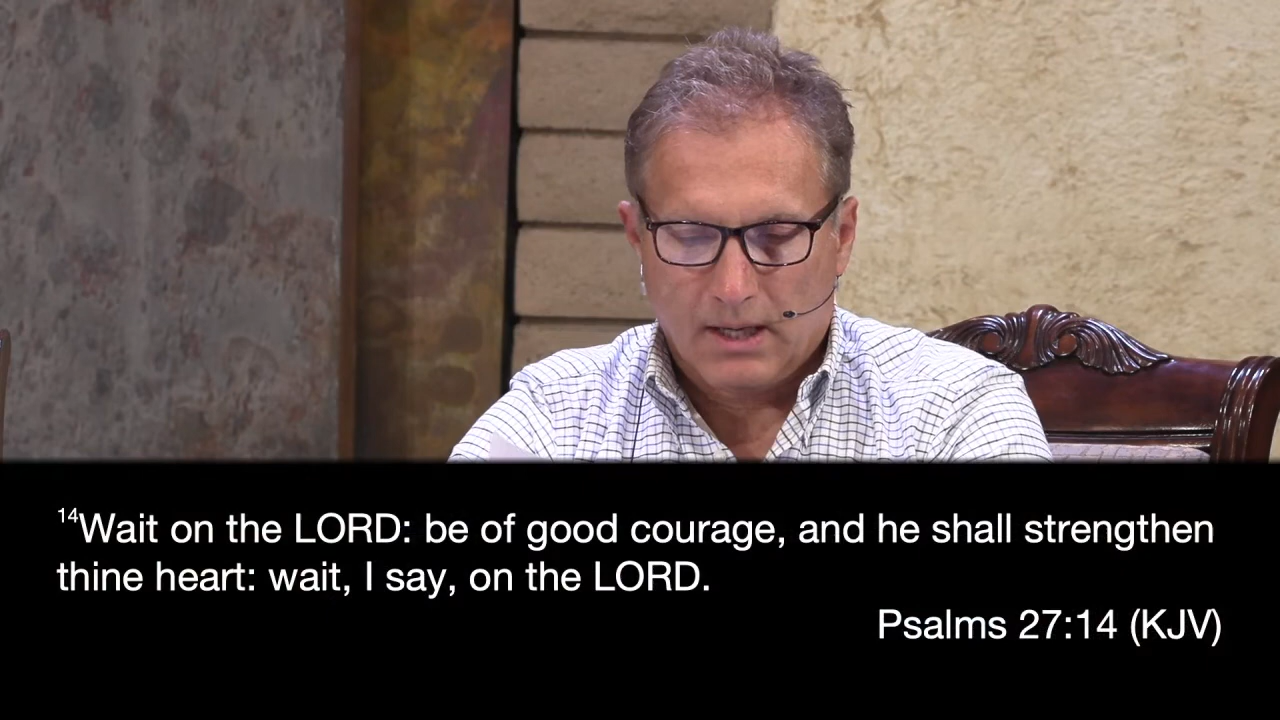 14Wait on the LORD: be of good courage, and he shall strengthen
thine heart: wait, I say, on the LORD.
Psalms 27:14 (KJV)